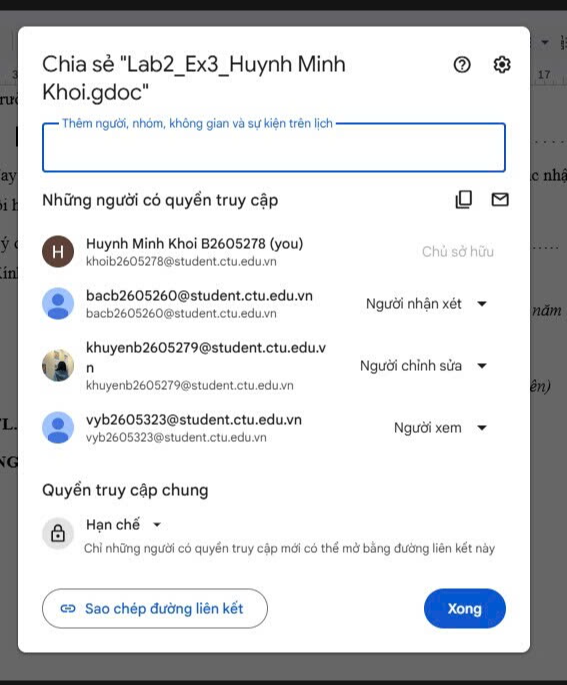 Chia sẻ "Lab2_Ex3_Huynh Minh
Khoi.gdoc"
3
17
Thêm người, nhóm, không gian và sự kiện trên lịch
Những người có quyền truy cập
H
Huynh Minh Khoi B2605278 (you)
khoib2605278@student.ctu.edu.vn
Chủ sở hữu
bacb2605260@student.ctu.edu.vn
bacb2605260@student.ctu.edu.vn
Người nhận xét
khuyenb2605279@student.ctu.edu.v
n
khuyenb2605279@student.ctu.edu.vn
Người chỉnh sửa
năm
vyb2605323@student.ctu.edu.vn
vyb2605323@student.ctu.edu.vn
Người xem
Quyền truy cập chung
Hạn chế
Chỉ những người có quyền truy cập mới có thể mở bằng đường liên kết này
Sao chép đường liên kết
Xong